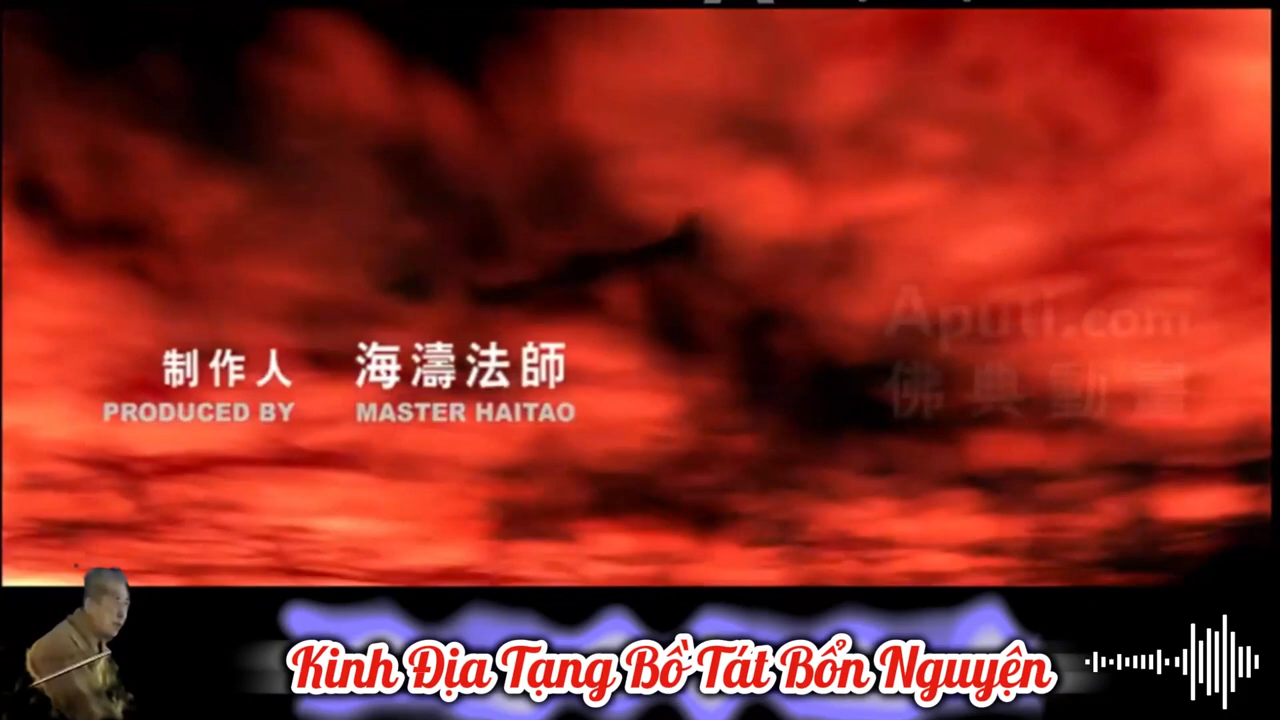 制作人 海濤法師
PRODUCED BY MASTER HAITAO
Aputi.com
佛典動畫
Kinh Địa Tạng Bồ Tát Bổn Nguyện